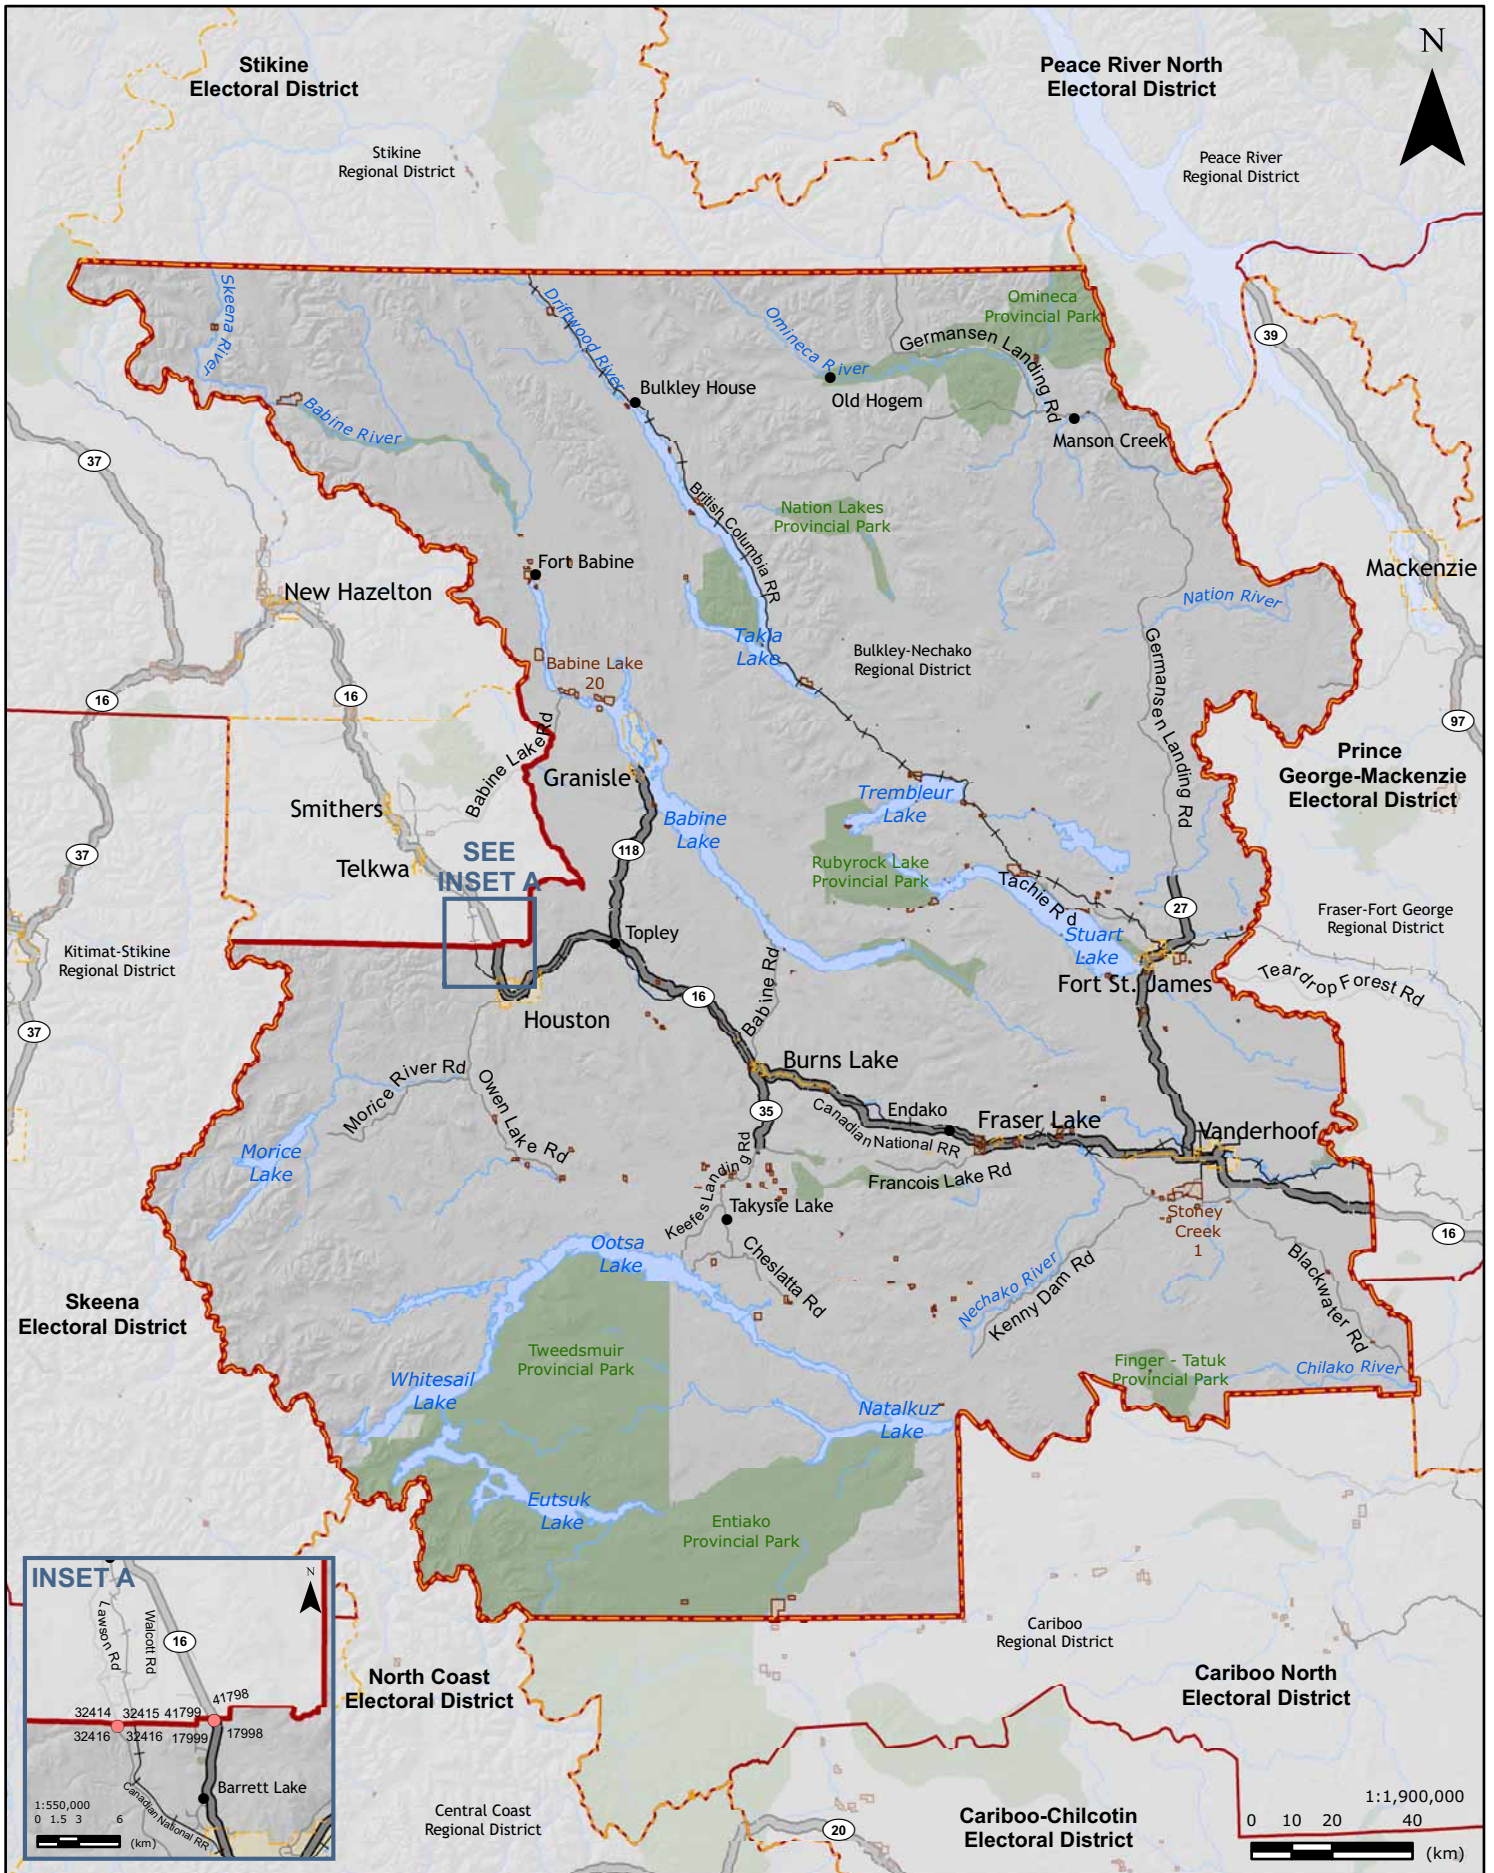 Stikine
Electoral District
Peace River North
Electoral District
N
Stikine
Regional District
Peace River
Regional District
Skeena River
Driftwood River
Omineca River
Omineca
Provincial Park
Germansen Landing Rd
39
Bulkley House
Old Hogem
Manson Creek
Babine River
37
British Columbia RR
Nation Lakes
Provincial Park
Fort Babine
Mackenzie
New Hazelton
Nation River
Takla
Lake
Bulkley-Nechako
Regional District
Germansen Landing Rd
Babine Lake
20
16
16
97
Babine Lake Rd
Prince
George-Mackenzie
Electoral District
Granisle
Smithers
Trembleur
Lake
Babine
Lake
37
118
SEE
INSET A
Telkwa
Rubyrock Lake
Provincial Park
Tachie Rd
27
Fraser-Fort George
Regional District
Kitimat-Stikine
Regional District
Topley
Stuart
Lake
Teardrop Forest Rd
Fort St. James
Babine Rd
16
Houston
37
Burns Lake
Morice River Rd
Owen Lake Rd
35
Endako
Canadian National RR
Fraser Lake
Vanderhoof
Morice
Lake
Keefes Landing Rd
Francois Lake Rd
Takysie Lake
Stoney
Creek
1
16
Ootsa
Lake
Cheslatta Rd
Nechako River
Kenny Dam Rd
Blackwater Rd
Skeena
Electoral District
Tweedsmuir
Provincial Park
Finger - Tatuk
Provincial Park
Chilako River
Whitesail
Lake
Natalkuz
Lake
Eutsuk
Lake
Entiako
Provincial Park
INSET A
N
Lawson Rd
Walcott Rd
16
41798
32414
32415
41799
32416
32416
17999
17998
Barrett Lake
Canadian National RR
1:550,000
0 1.5 3 6
(km)
Cariboo
Regional District
North Coast
Electoral District
Cariboo North
Electoral District
Central Coast
Regional District
20
Cariboo-Chilcotin
Electoral District
1:1,900,000
0 10 20 40
(km)